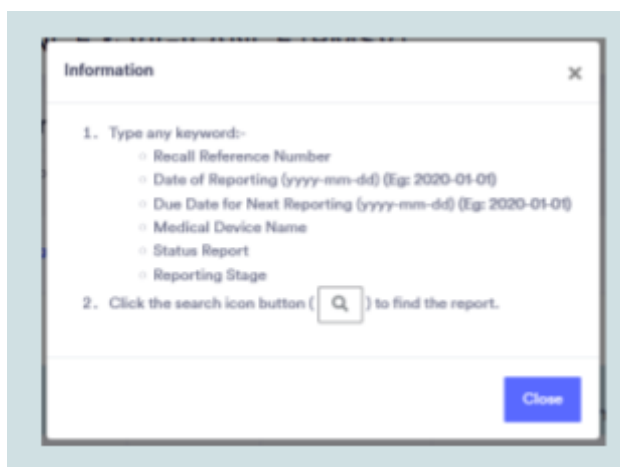 Information
×
1. Type any keyword:-
○ Recall Reference Number
○ Date of Reporting (yyyy-mm-dd) (Eg: 2020-01-01)
○ Due Date for Next Reporting (yyyy-mm-dd) (Eg: 2020-01-01)
○ Medical Device Name
○ Status Report
○ Reporting Stage
2. Click the search icon button ( ) to find the report.
Close